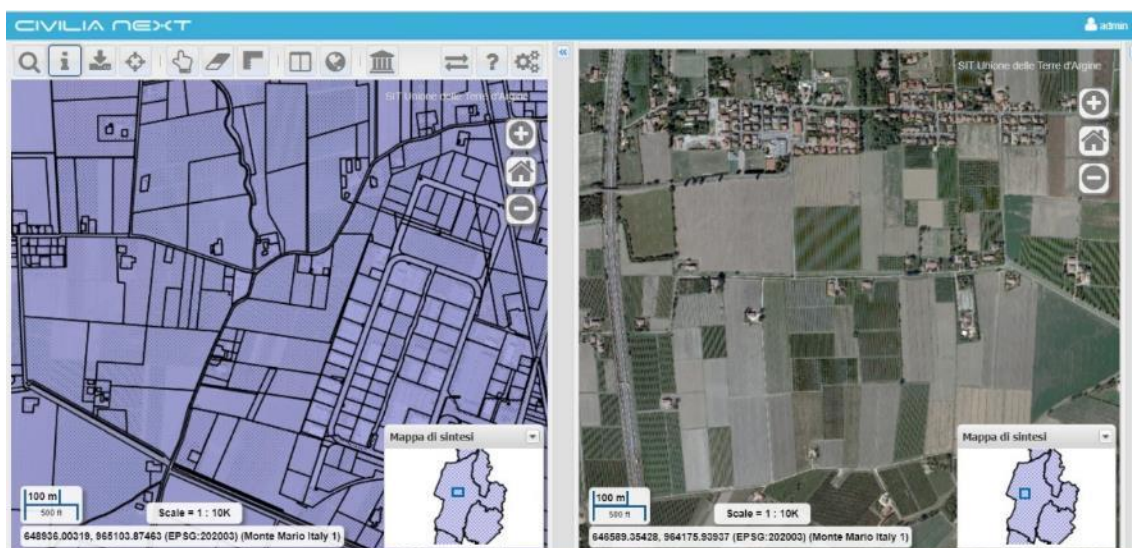 CIVILIA NEXT
admin
SIT Unione delle Terre d'Argine
Mappa di sintesi
100 m
500 ft
Scale = 1 : 10K
648936.00319, 965103.87463 (EPSG:202003) (Monte Mario Italy 1)
SIT Unione delle Terre d'Argine
Mappa di sintesi
100 m
500 ft
Scale = 1 : 10K
646589.35428, 964175.93937 (EPSG:202003) (Monte Mario Italy 1)